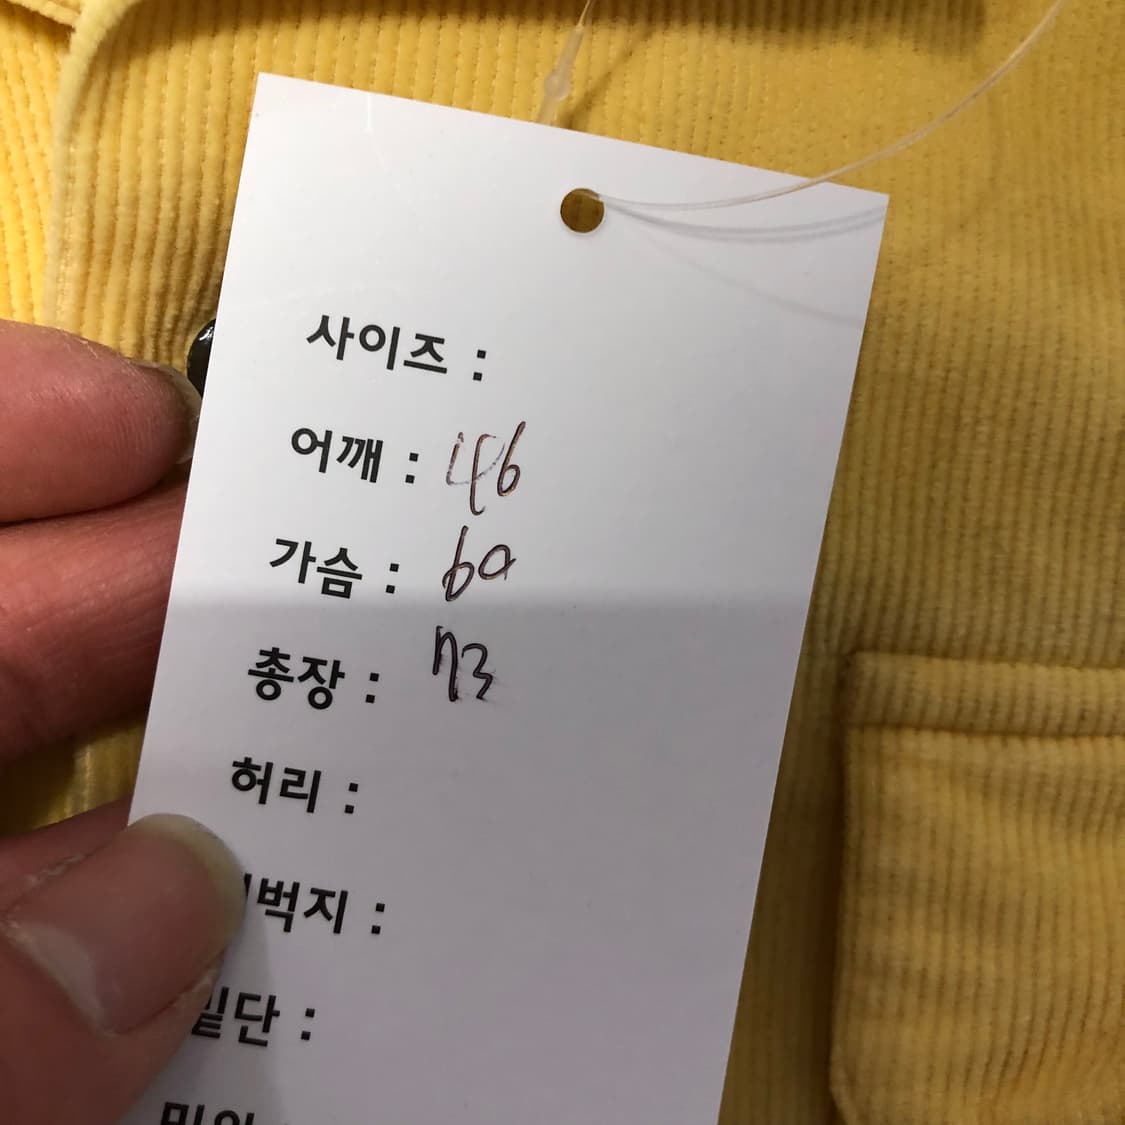 사이즈 :
어깨 : 46
가슴 : 60
총장 : 73
허리 :
벅지 :
밑단 :